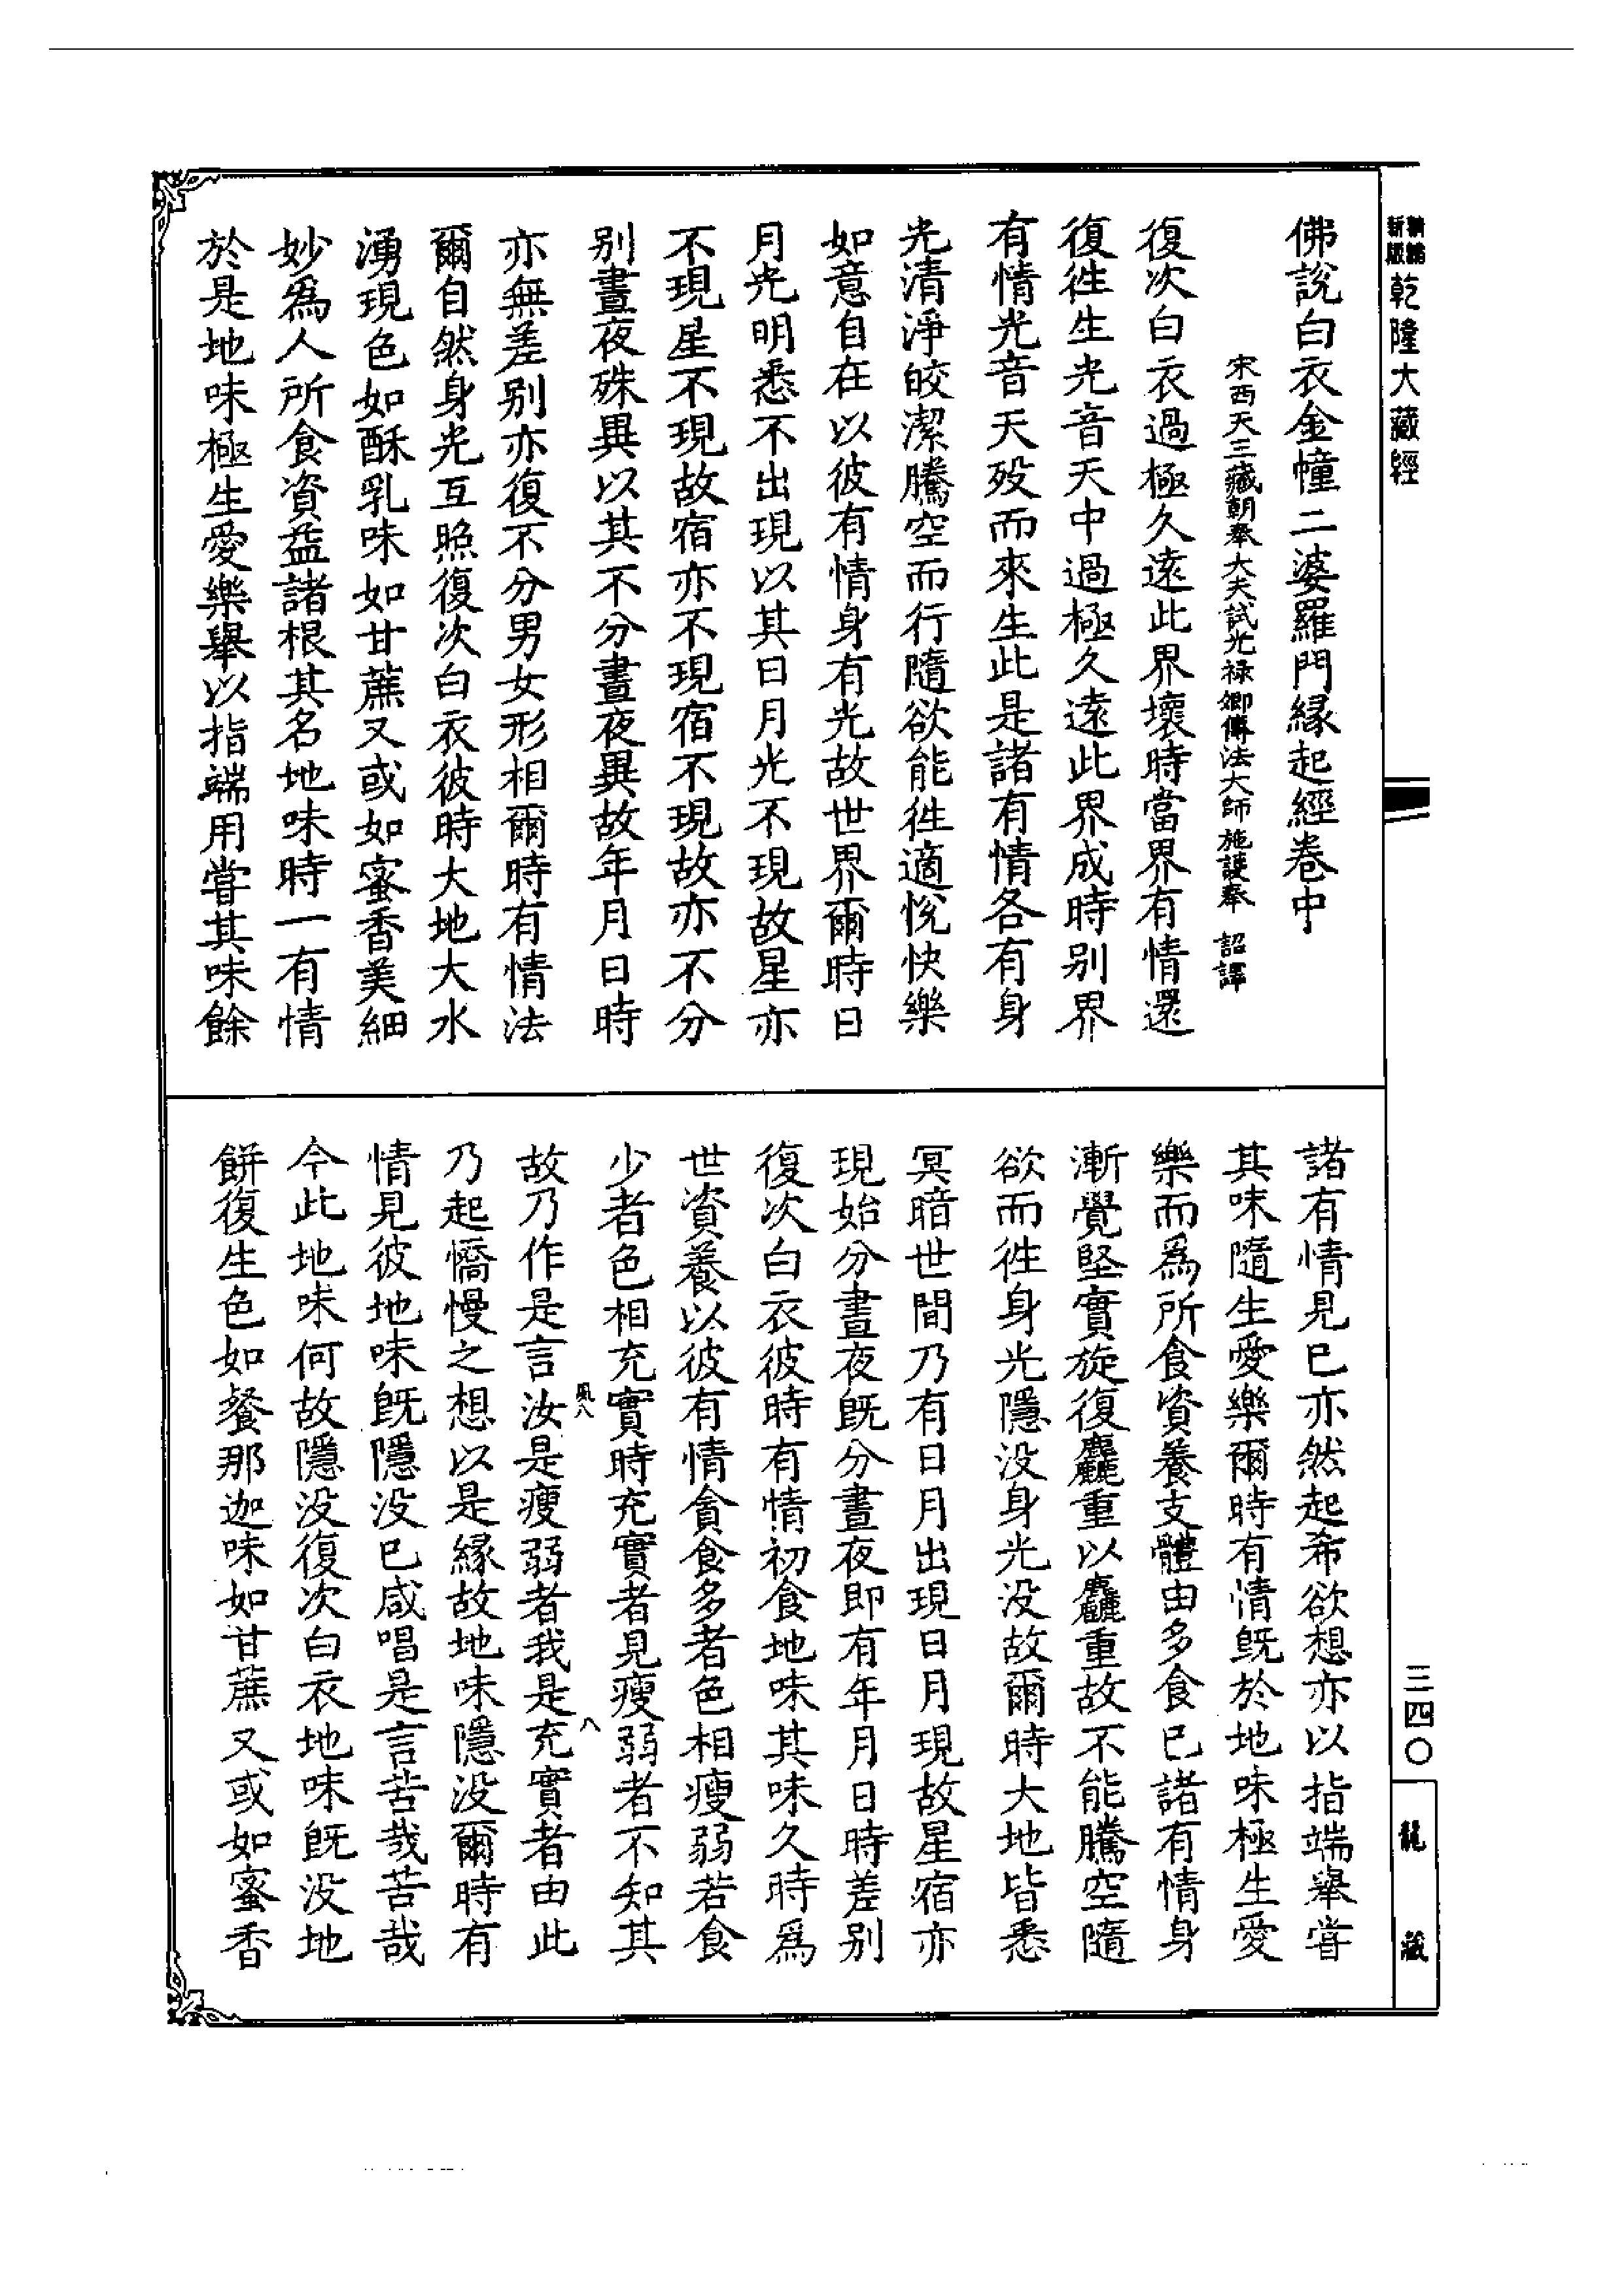 新編
新版
乾隆大藏經
佛說白衣金幢二婆羅門緣起經卷中
宋西天三藏朝奉大夫試光祿卿傳法大師施護奉 詔譯
復次白衣過極久遠此界壞時當界有情還
復往生光音天中過極久遠此界成時別界
有情光音天歿而來生此是諸有情各有身
光清淨皎潔騰空而行隨欲能往適悅快樂
如意自在以彼有情身有光故世界爾時日
月光明悉不出現以其日月光不現故星亦
不現星不現故宿亦不現宿不現故亦不分
別晝夜殊異以其不分晝夜異故年月日時
亦無差別亦復不分男女形相爾時有情法
爾自然身光互照復次白衣彼時大地大水
湧現色如酥乳味如甘蔗又或如蜜香美細
妙爲人所食資益諸根其名地味時一有情
於是地味極生愛樂舉以指端用嘗其味餘
諸有情見已亦然起希欲想亦以指端舉嘗
其味隨生愛樂爾時有情旣於地味極生愛
樂而爲所食資養支體由多食已諸有情身
漸覺堅實旋復麤重以麤重故不能騰空隨
欲而往身光隱没身光没故爾時大地皆悉
冥暗世間乃有日月出現日月現故星宿亦
現始分晝夜旣分晝夜即有年月日時差別
復次白衣彼時有情初食地味其味久時爲
世資養以彼有情貪食多者色相瘦弱若食
少者色相充實時充實者見瘦弱者不知其
風八
八
故乃作是言汝是瘦弱者我是充實者由此
乃起憍慢之想以是緣故地味隱没爾時有
情見彼地味旣隱没已咸唱是言苦哉苦哉
今此地味何故隱没復次白衣地味旣没地
餅復生色如餐那迦味如甘蔗又或如蜜香
三四〇
龍
藏